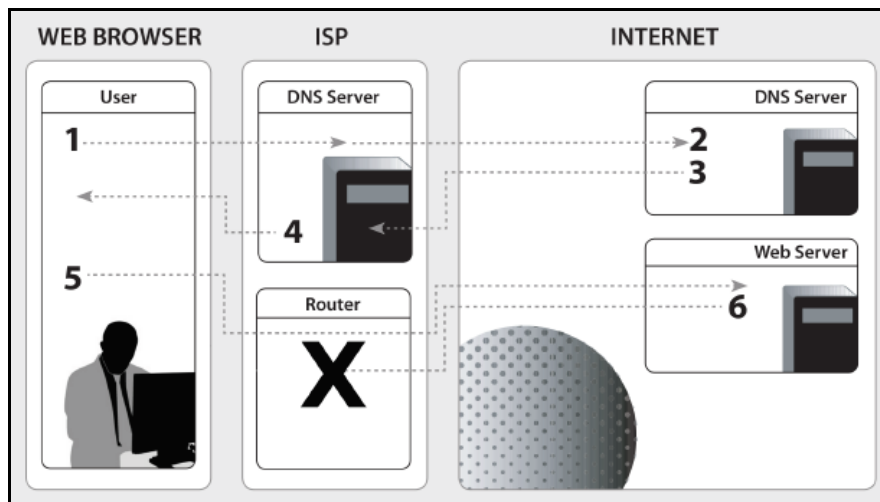 WEB BROWSER ISP INTERNET
User DNS Server DNS Server
1 2
3
4
Web Server
5
6
Router
X